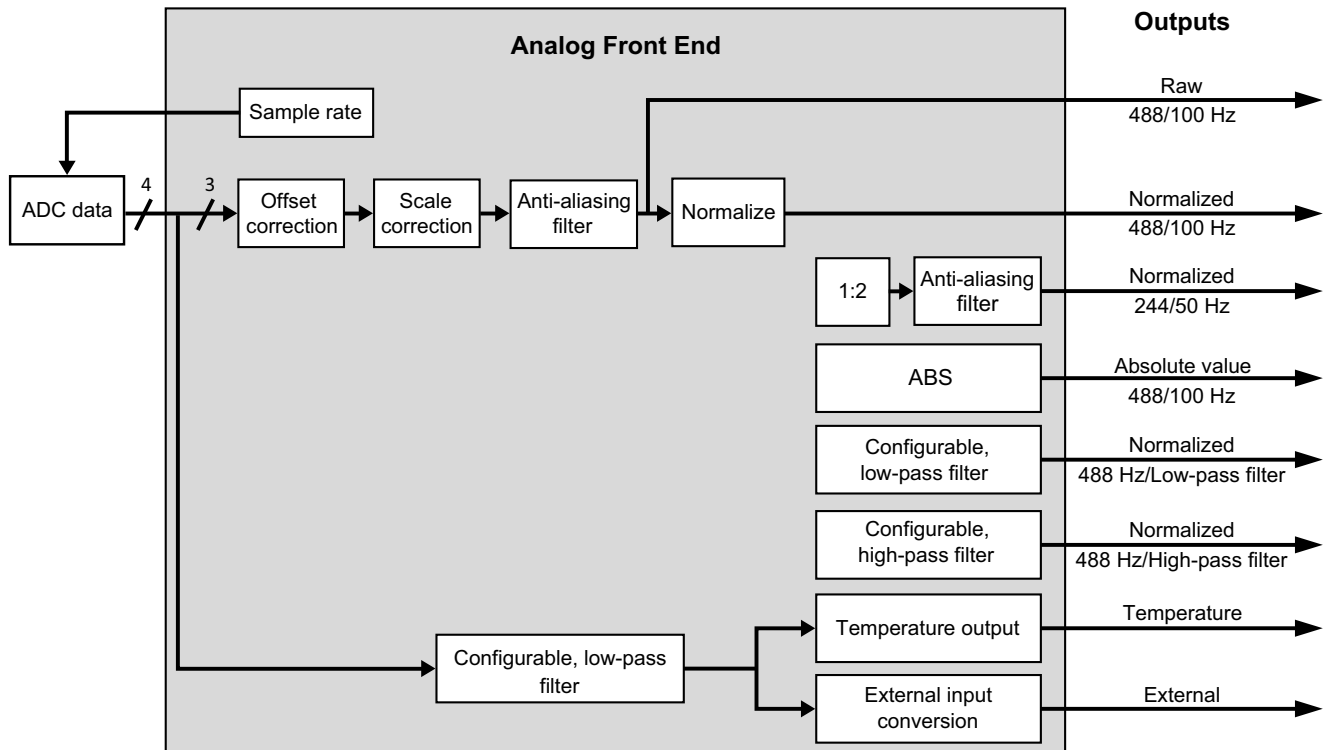 Outputs
Analog Front End
Raw
488/100 Hz
Sample rate
4
3
ADC data
Offset
correction
Scale
correction
Anti-aliasing
filter
Normalize
Normalized
488/100 Hz
1:2
Anti-aliasing
filter
Normalized
244/50 Hz
ABS
Absolute value
488/100 Hz
Configurable,
low-pass filter
Normalized
488 Hz/Low-pass filter
Configurable,
high-pass filter
Normalized
488 Hz/High-pass filter
Temperature output
Temperature
Configurable, low-pass
filter
External input
conversion
External